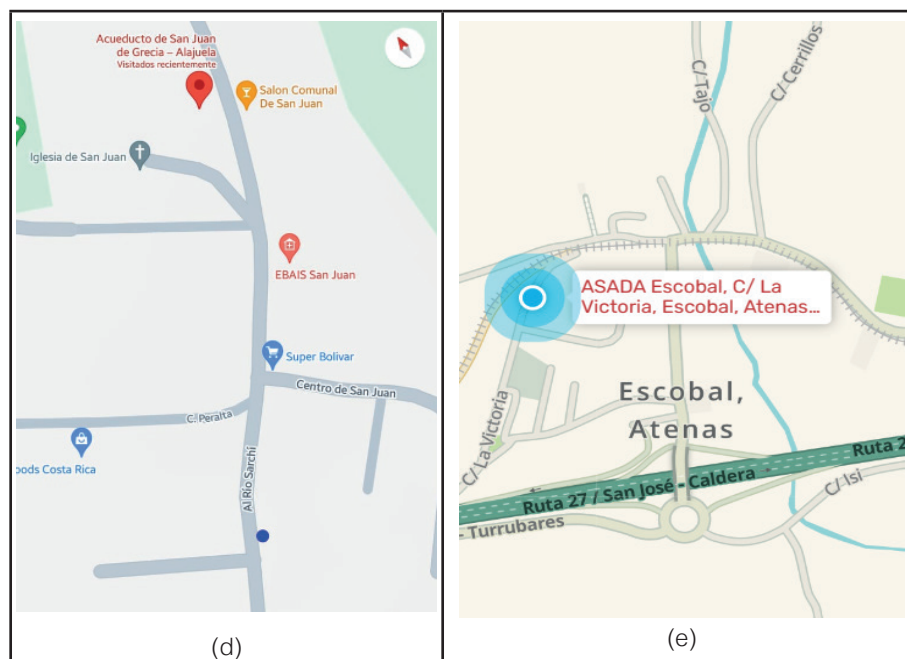 Acueducto de San Juan
de Grecia – Alajuela
Visitados recientemente
Salon Comunal
De San Juan
Iglesia de San Juan
EBAIS San Juan
Super Bolivar
Centro de San Juan
C. Peralta
oods Costa Rica
Al Río Sarchí
(d)
C/ Tajo
C/ Cerrillos
ASADA Escobal, C/ La
Victoria, Escobal, Atenas...
Escobal,
Atenas
C/ La Victoria
Ruta 2
Ruta 27 / San José - Caldera
C/ Isi
- Turrubares
(e)